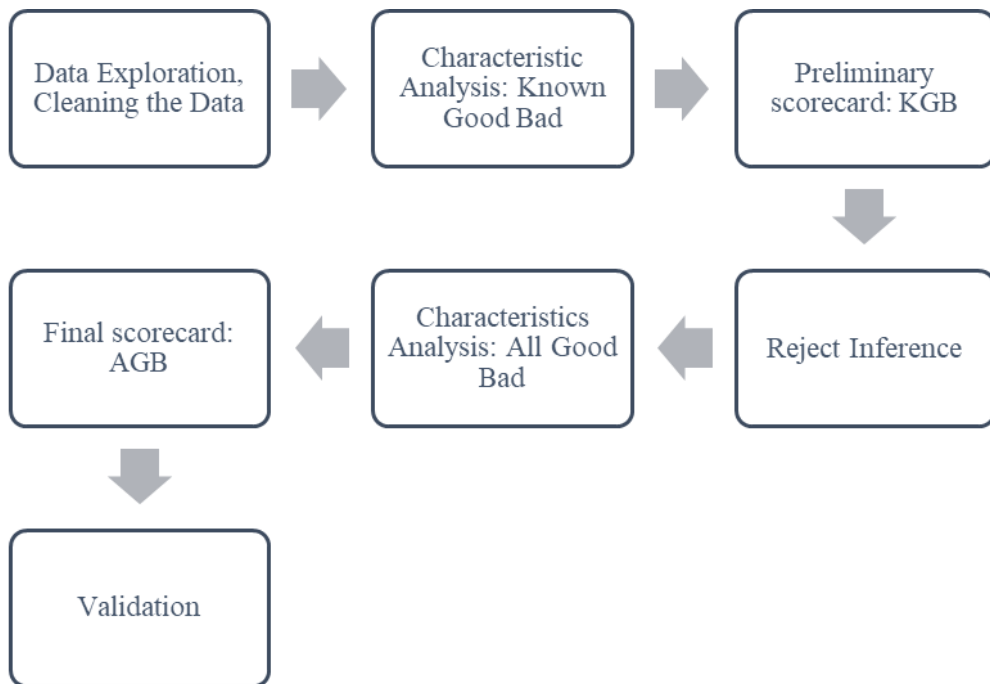 Data Exploration,
Cleaning the Data
Characteristic
Analysis: Known
Good Bad
Preliminary
scorecard: KGB
Reject Inference
Characteristics
Analysis: All Good
Bad
Final scorecard:
AGB
Validation